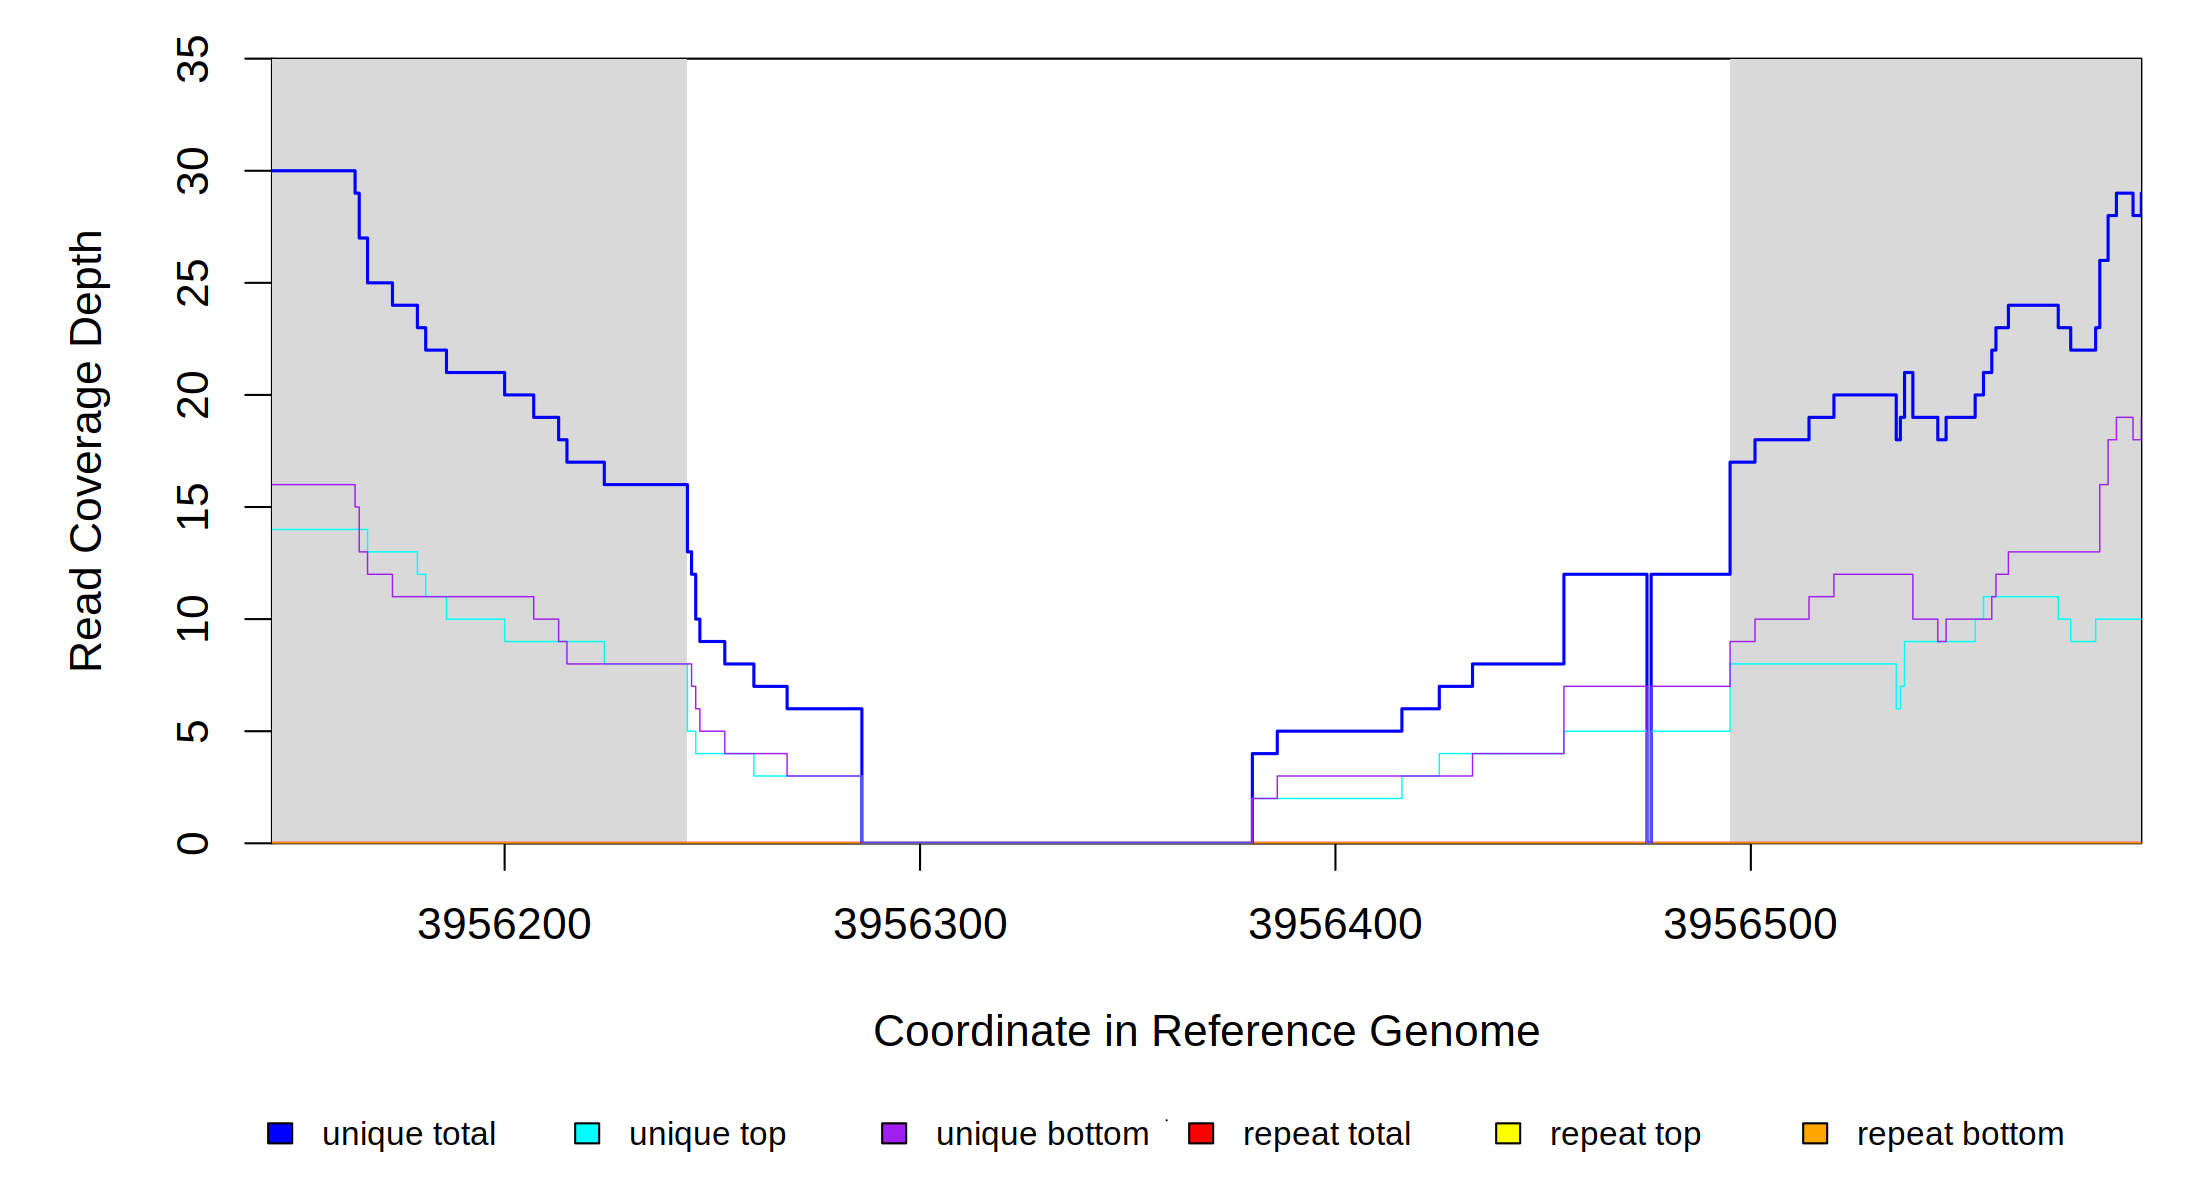 35
30
25
20
15
10
5
0
Read Coverage Depth
3956200 3956300 3956400 3956500
Coordinate in Reference Genome
unique total unique top unique bottom repeat total repeat top repeat bottom